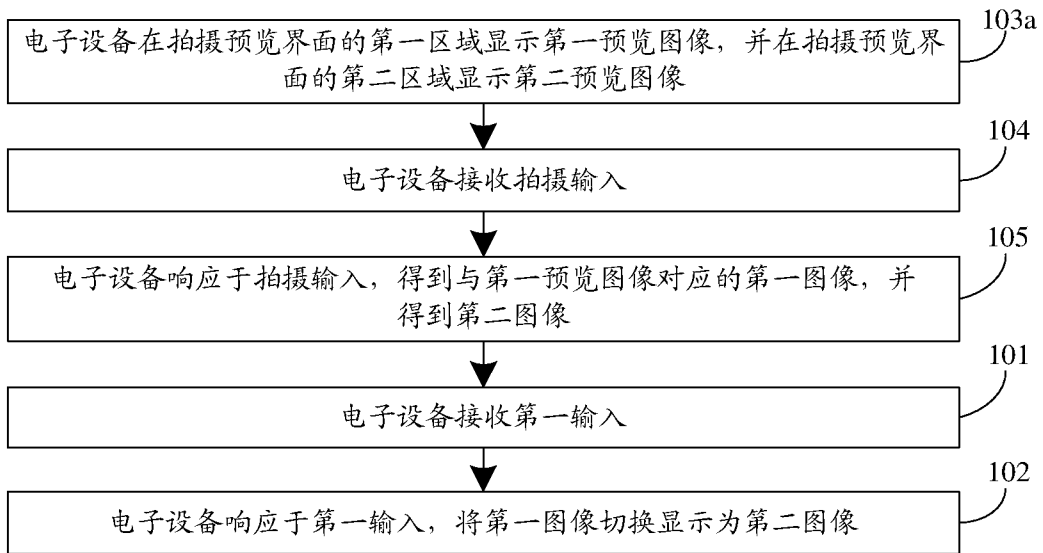 103a
电子设备在拍摄预览界面的第一区域显示第一预览图像，并在拍摄预览界
面的第二区域显示第二预览图像
104
电子设备接收拍摄输入
105
电子设备响应于拍摄输入，得到与第一预览图像对应的第一图像，并
得到第二图像
101
电子设备接收第一输入
102
电子设备响应于第一输入，将第一图像切换显示为第二图像